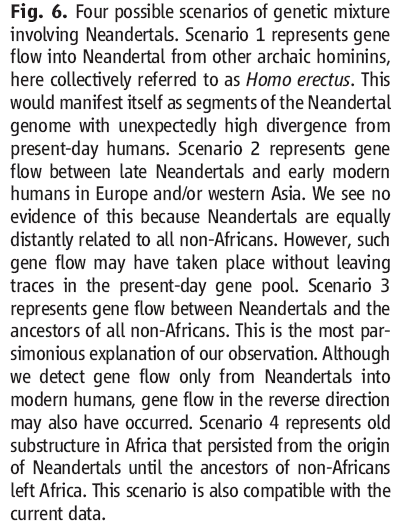 Fig. 6. Four possible scenarios of genetic mixture
involving Neandertals. Scenario 1 represents gene
flow into Neandertal from other archaic hominins,
here collectively referred to as Homo erectus. This
would manifest itself as segments of the Neandertal
genome with unexpectedly high divergence from
present-day humans. Scenario 2 represents gene
flow between late Neandertals and early modern
humans in Europe and/or western Asia. We see no
evidence of this because Neandertals are equally
distantly related to all non-Africans. However, such
gene flow may have taken place without leaving
traces in the present-day gene pool. Scenario 3
represents gene flow between Neandertals and the
ancestors of all non-Africans. This is the most par-
simonious explanation of our observation. Although
we detect gene flow only from Neandertals into
modern humans, gene flow in the reverse direction
may also have occurred. Scenario 4 represents old
substructure in Africa that persisted from the origin
of Neandertals until the ancestors of non-Africans
left Africa. This scenario is also compatible with the
current data.